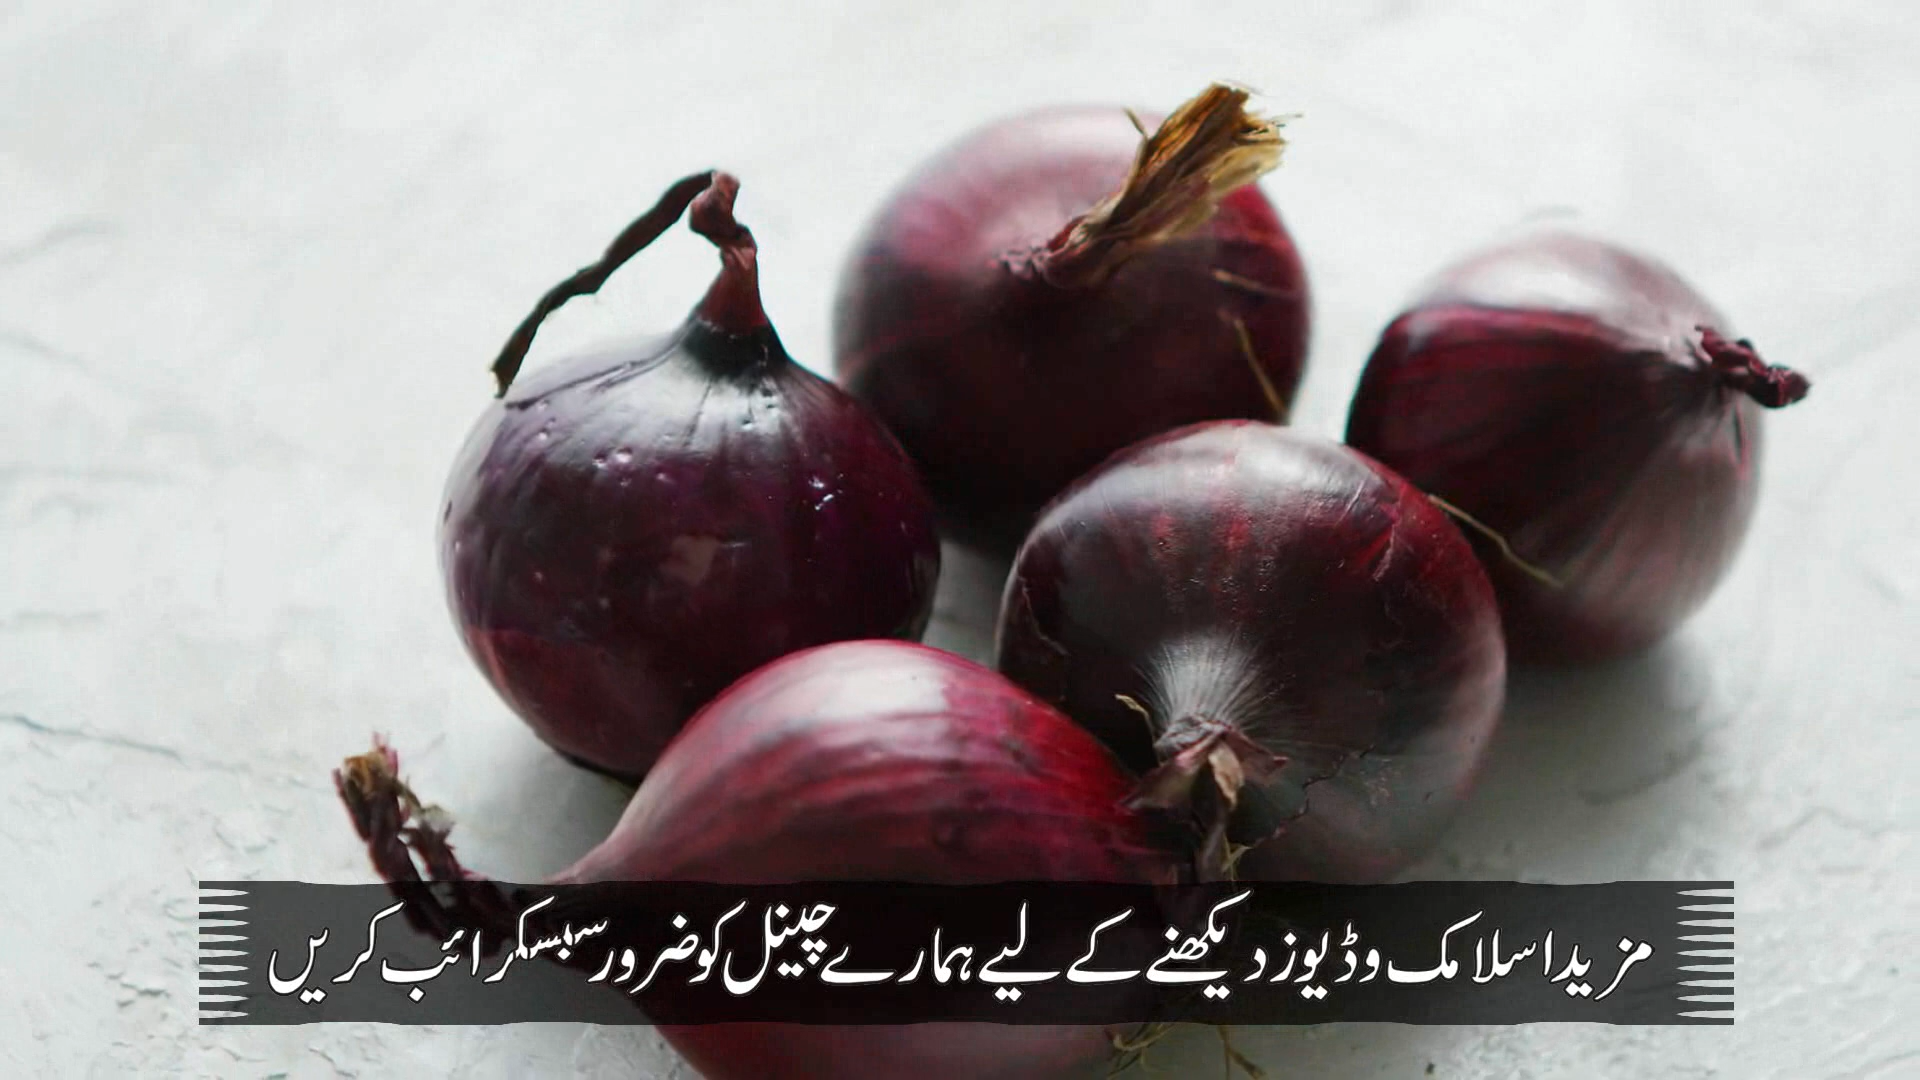 مزید اسلامک وڈیوز دیکھنے کے لیے ہمارے چینل کو ضرور سبسکرائب کریں